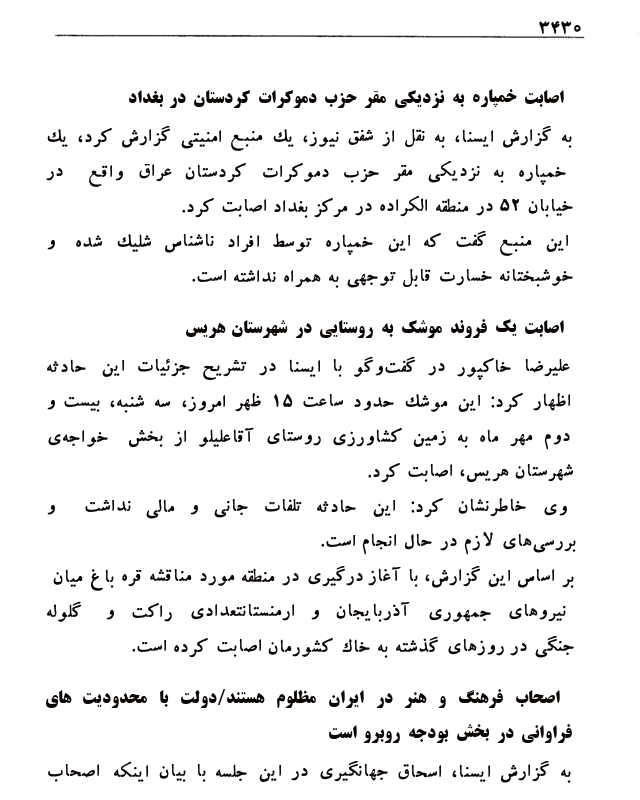 ۳۴۳۰
اصابت خمپاره به نزدیکی مقر حزب دموکرات کردستان در بغداد
به گزارش ایسنا، به نقل از شفق نیوز، یك منبع امنیتی گزارش کرد، یك
خمپاره به نزدیکی مقر حزب دموکرات کردستان عراق واقع در
خیابان ۵۲ در منطقه الکراده در مرکز بغداد اصابت کرد.
این منبع گفت که این خمپاره توسط افراد ناشناس شلیك شده و
خوشبختانه خسارت قابل توجهی به همراه نداشته است.
اصابت یک فروند موشک به روستایی در شهرستان هریس
علیرضا خاکپور در گفت‌وگو با ایسنا در تشریح جزئیات این حادثه
اظهار کرد: این موشك حدود ساعت ۱۵ ظهر امروز، سه شنبه، بیست و
دوم مهر ماه به زمین کشاورزی روستای آقاعلیلو از بخش خواجه‌ی
شهرستان هریس، اصابت کرد.
وی خاطرنشان کرد: این حادثه تلفات جانی و مالی نداشت و
بررسی‌های لازم در حال انجام است.
بر اساس این گزارش، با آغاز درگیری در منطقه مورد مناقشه قره باغ میان
نیروهای جمهوری آذربایجان و ارمنستانتعدادی راکت و گلوله
جنگی در روزهای گذشته به خاك کشورمان اصابت کرده است.
اصحاب فرهنگ و هنر در ایران مظلوم هستند/دولت با محدودیت های
فراوانی در بخش بودجه روبرو است
به گزارش ایسنا، اسحاق جهانگیری در این جلسه با بیان اینکه اصحاب